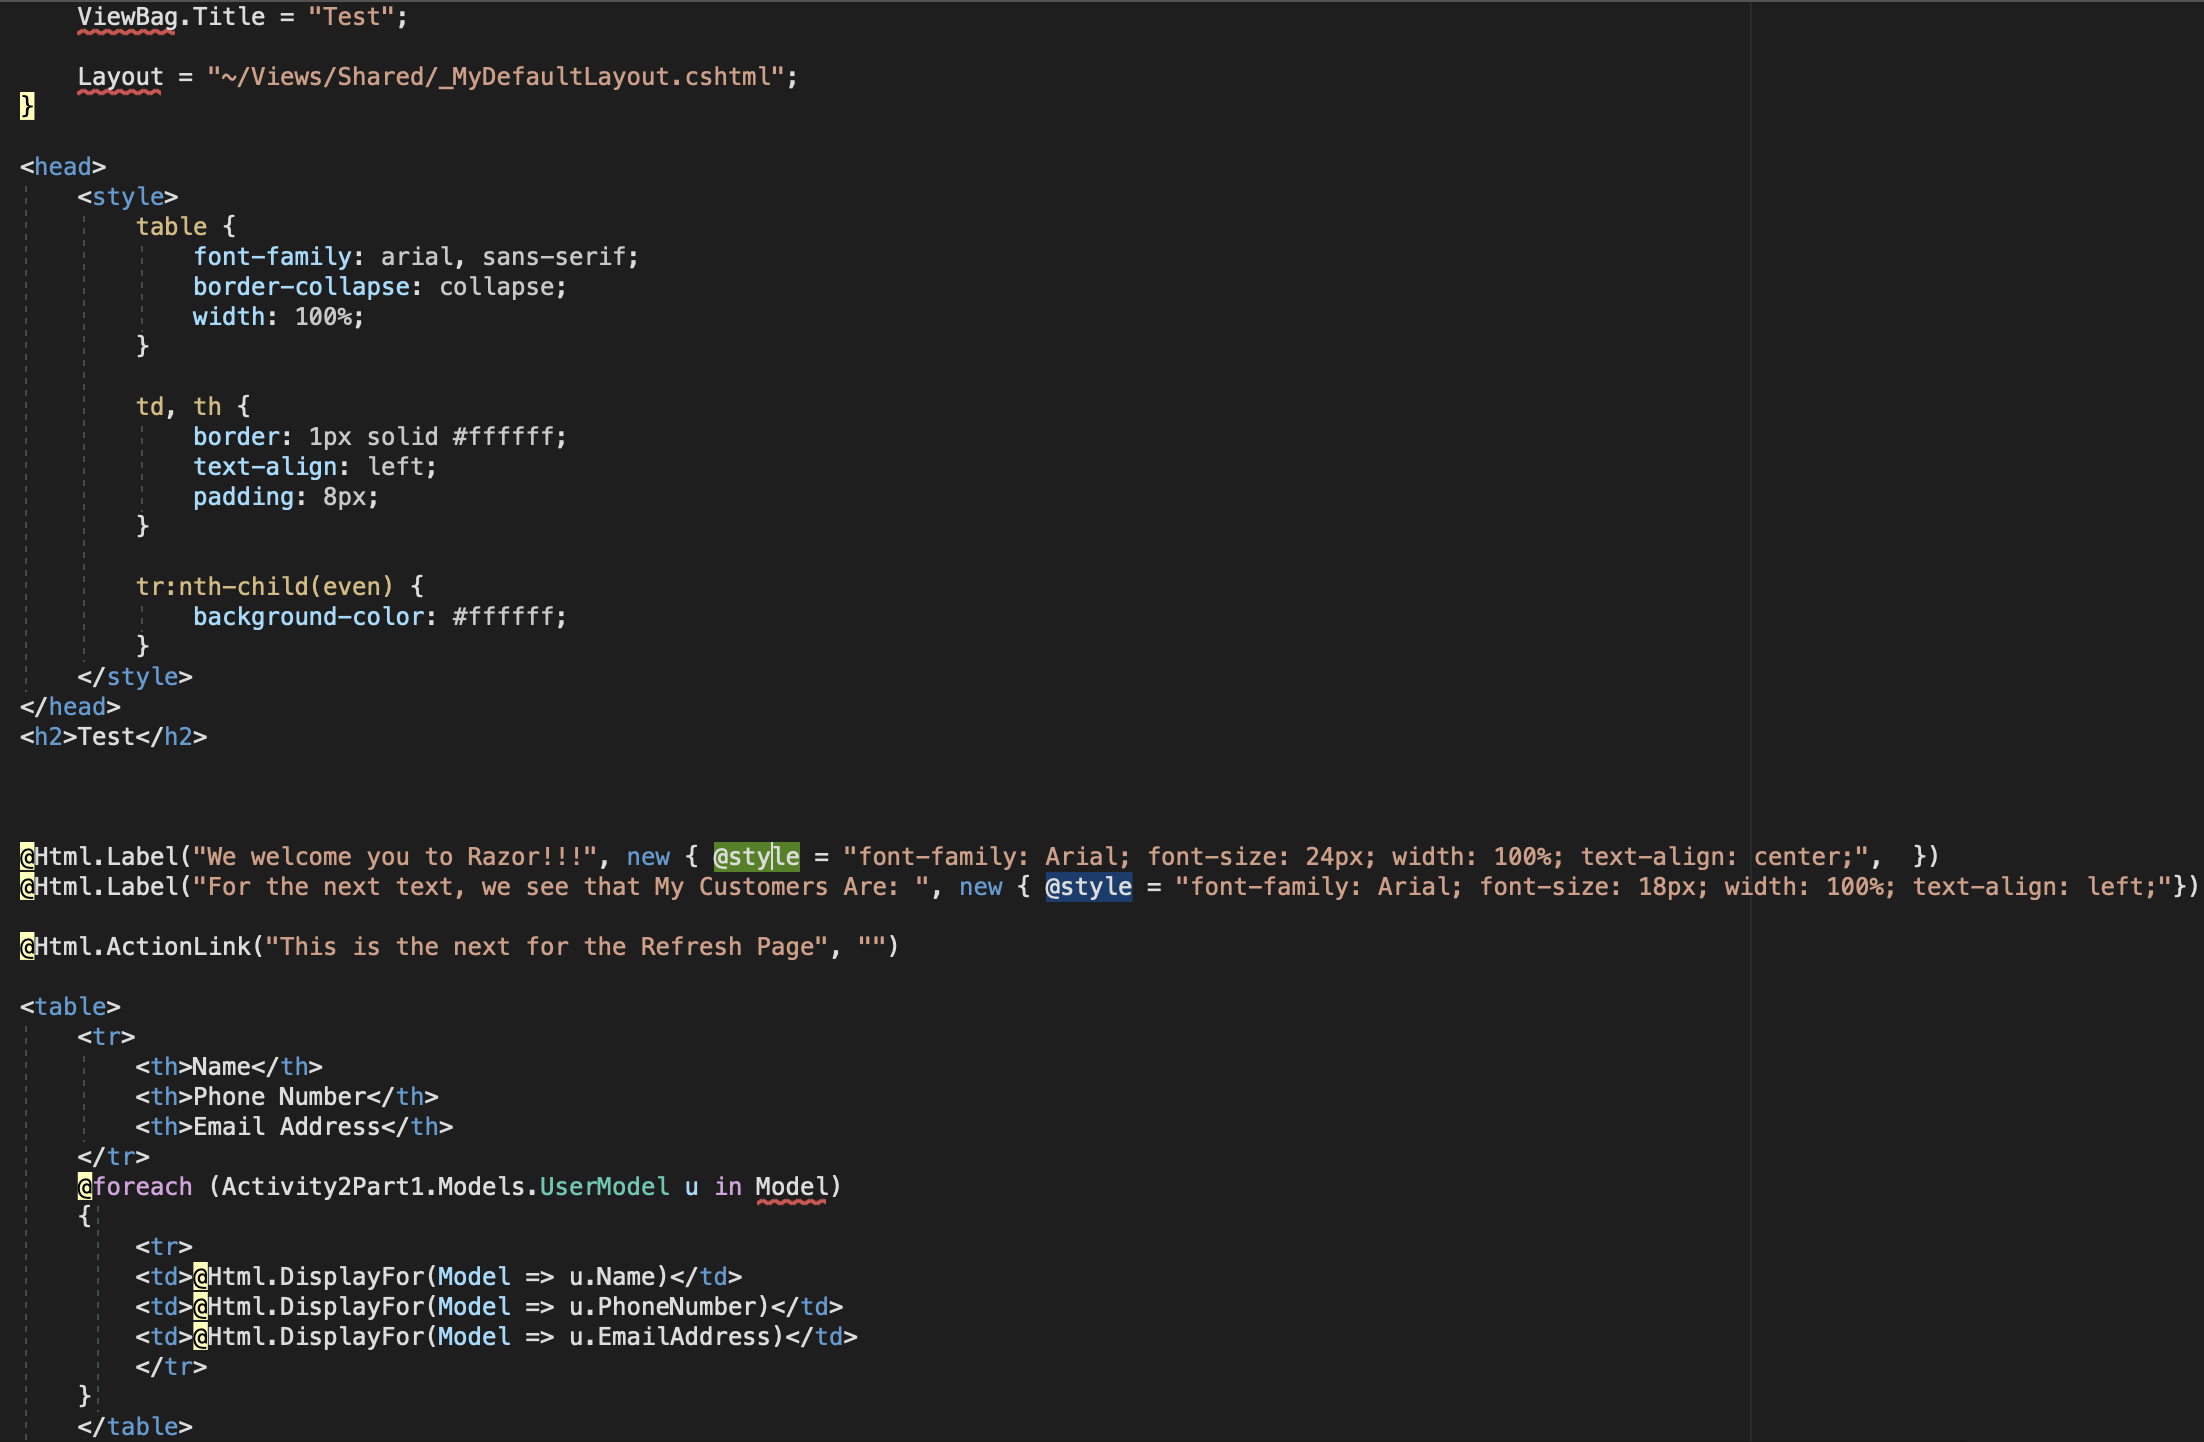 ViewBag.Title = "Test";
Layout = "~/Views/Shared/_MyDefaultLayout.cshtml";
}
<head>
<style>
table {
font-family: arial, sans-serif;
border-collapse: collapse;
width: 100%;
}
td, th {
border: 1px solid #ffffff;
text-align: left;
padding: 8px;
}
tr:nth-child(even) {
background-color: #ffffff;
}
</style>
</head>
<h2>Test</h2>
@Html.Label("We welcome you to Razor!!!", new { @style = "font-family: Arial; font-size: 24px; width: 100%; text-align: center;",  })
@Html.Label("For the next text, we see that My Customers Are: ", new { @style = "font-family: Arial; font-size: 18px; width: 100%; text-align: left;"})
@Html.ActionLink("This is the next for the Refresh Page", "")
<table>
<tr>
<th>Name</th>
<th>Phone Number</th>
<th>Email Address</th>
</tr>
@foreach (Activity2Part1.Models.UserModel u in Model)
{
<tr>
<td>@Html.DisplayFor(Model => u.Name)</td>
<td>@Html.DisplayFor(Model => u.PhoneNumber)</td>
<td>@Html.DisplayFor(Model => u.EmailAddress)</td>
</tr>
}
</table>